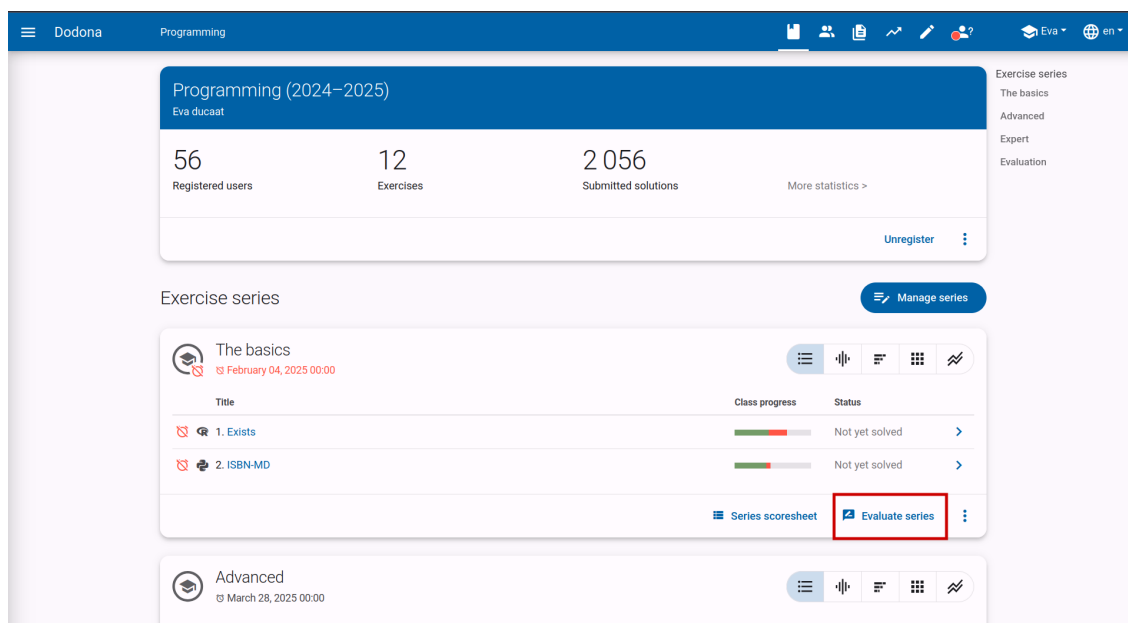 Dodona
Programming
?
Eva
en
Programming (2024–2025)
Eva ducaat
56
12
2 056
Registered users
Exercises
Submitted solutions
More statistics >
Unregister
Exercise series
The basics
Advanced
Expert
Evaluation
Exercise series
Manage series
The basics
February 04, 2025 00:00
Title
Class progress
Status
1. Exists
Not yet solved
2. ISBN-MD
Not yet solved
Series scoresheet
Evaluate series
Advanced
March 28, 2025 00:00